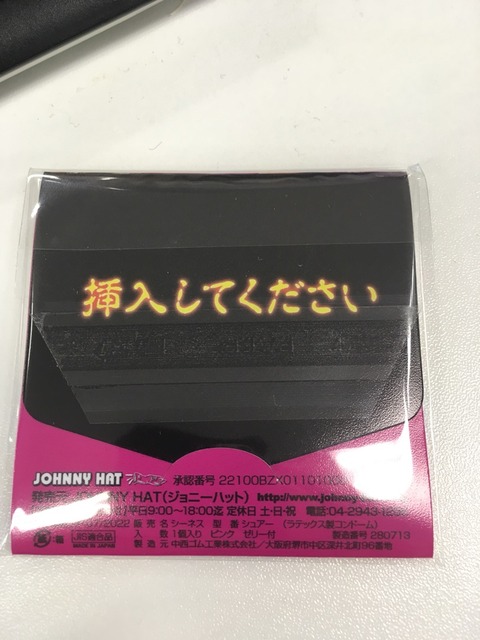 挿入してください
JOHNNY HAT 承認番号 22100BZX0110100
発売元 JOHNNY HAT(ジョニーハット) http://www.johnny
平日9:00〜18:00迄 定休日 土・日・祝 電話:04-2943-12
07/2022 販売名 シーネス 型番 シュアー (ラテックス製コンドーム)
JIS適合品 入数 1個入り ピンク ゼリー付 製造番号 280713
MADE IN JAPAN 製造元 中西ゴム工業株式会社/大阪府堺市中区深井北町96番地